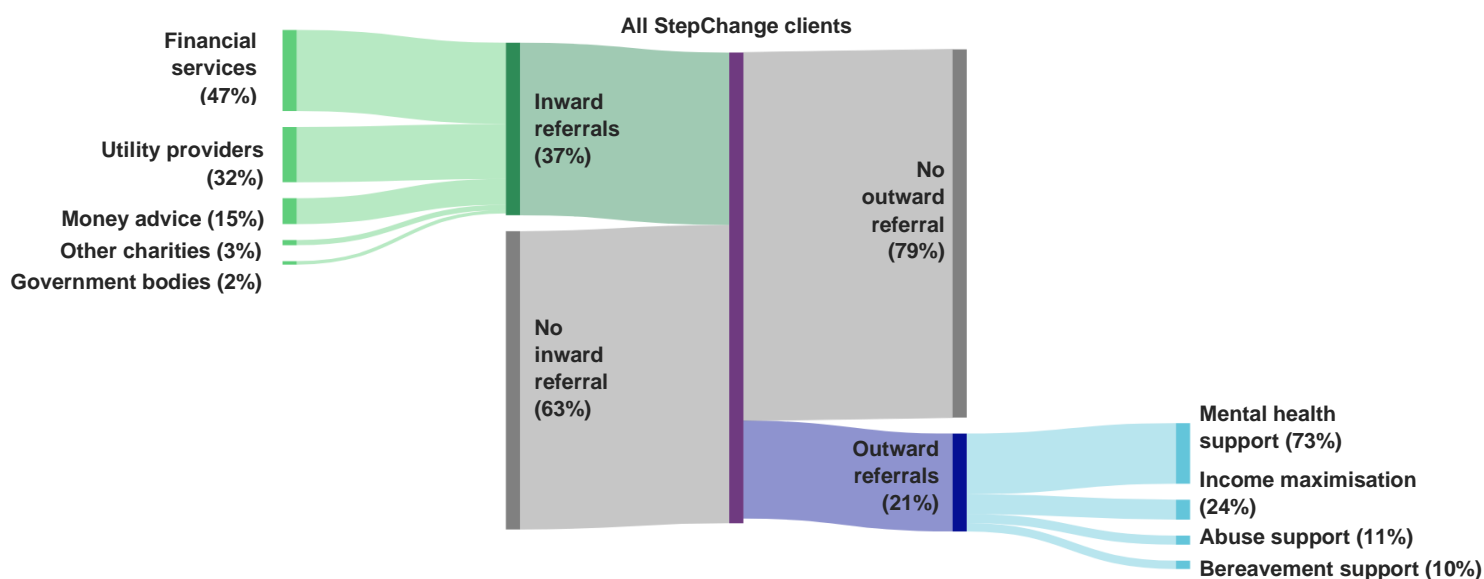 All StepChange clients
Financial
services
(47%)
Utility providers
(32%)
Money advice (15%)
Other charities (3%)
Government bodies (2%)
Inward
referrals
(37%)
No
inward
referral
(63%)
No
outward
referral
(79%)
Outward
referrals
(21%)
Mental health
support (73%)
Income maximisation
(24%)
Abuse support (11%)
Bereavement support (10%)